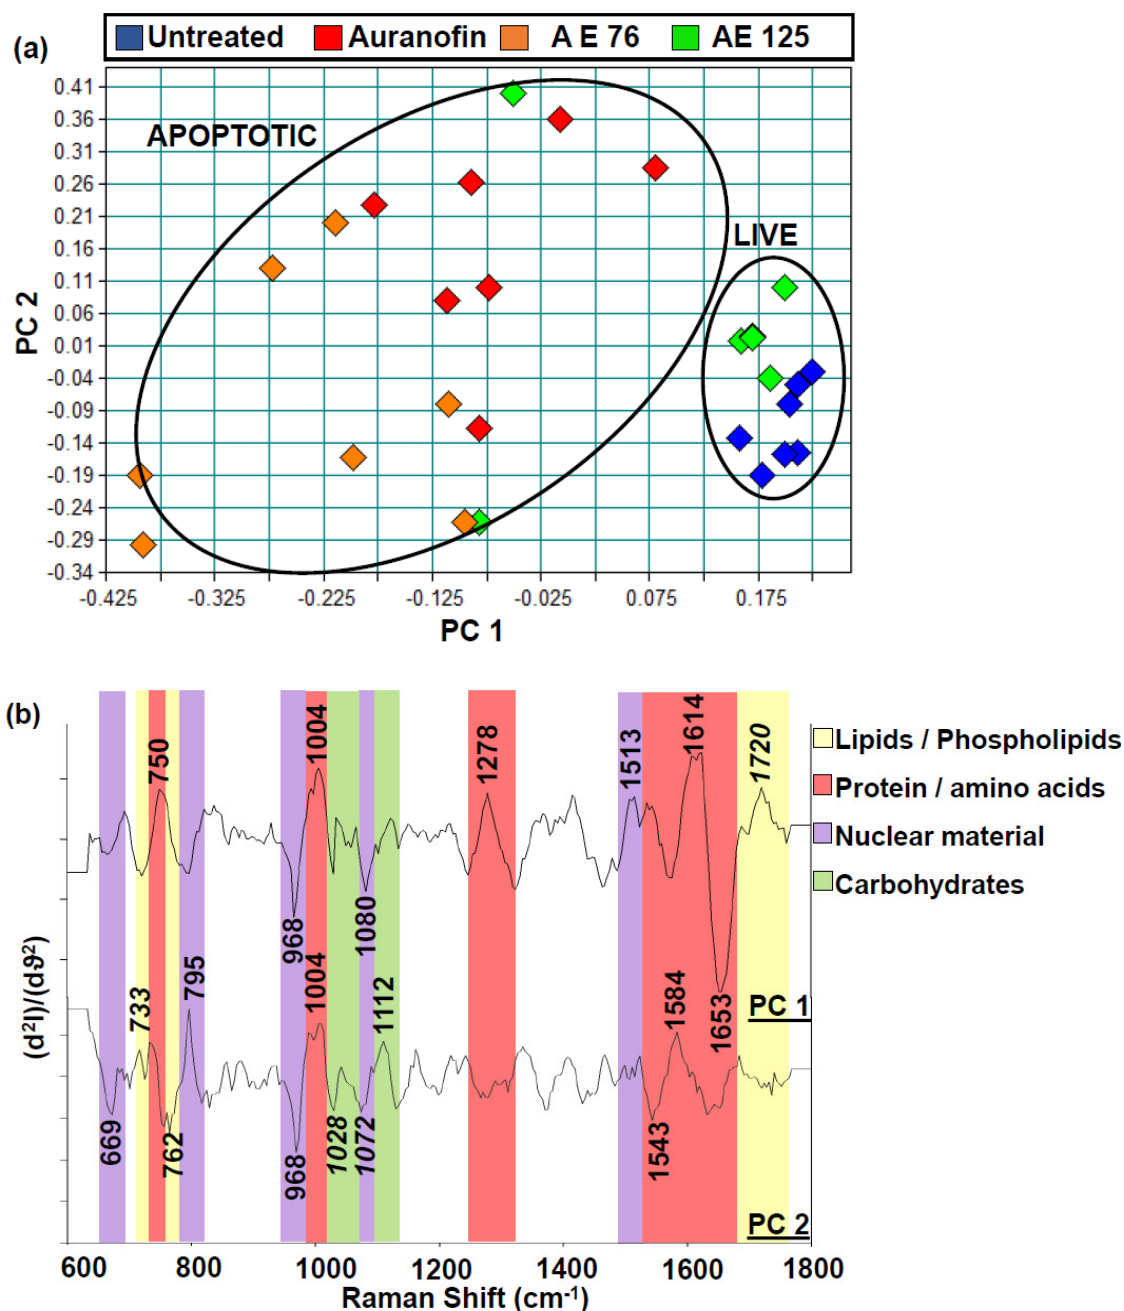 (a)
Untreated Auranofin A E 76 AE 125
APOPTOTIC
LIVE
PC 2
0.41
0.36
0.31
0.26
0.21
0.16
0.11
0.06
0.01
-0.04
-0.09
-0.14
-0.19
-0.24
-0.29
-0.34
-0.425 -0.325 -0.225 -0.125 -0.025 0.075 0.175
PC 1
(b)
Lipids / Phospholipids
Protein / amino acids
Nuclear material
Carbohydrates
750
1004
1278
1513
1614
1720
968
1080
1653
PC 1
733
795
1004
1112
1584
669
762
968
1028
1072
1543
PC 2
(d²I)/(dϑ²)
600 800 1000 1200 1400 1600 1800
Raman Shift (cm⁻¹)